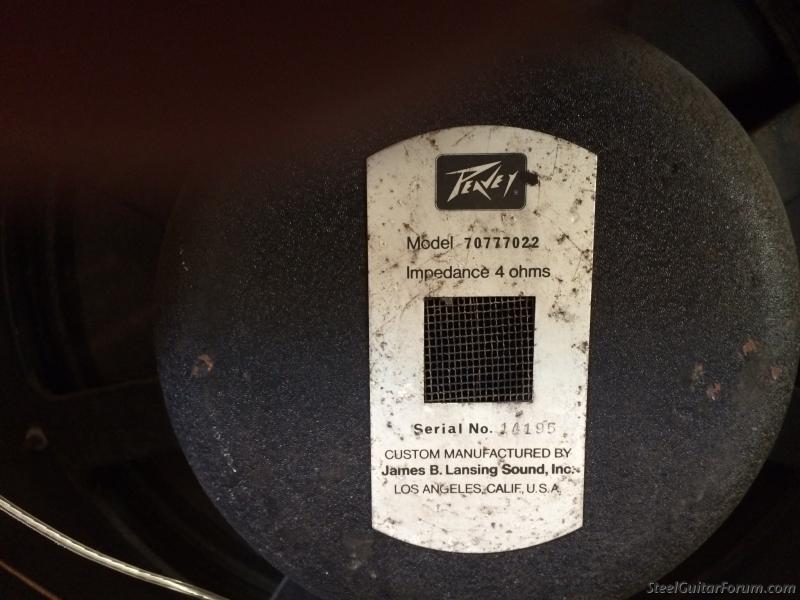 PEAVEY®
Model 70777022
Impedance 4 ohms
Serial No. 14195
CUSTOM MANUFACTURED BY
James B. Lansing Sound, Inc.
LOS ANGELES, CALIF, U.S.A.
SteelGuitarForum.com